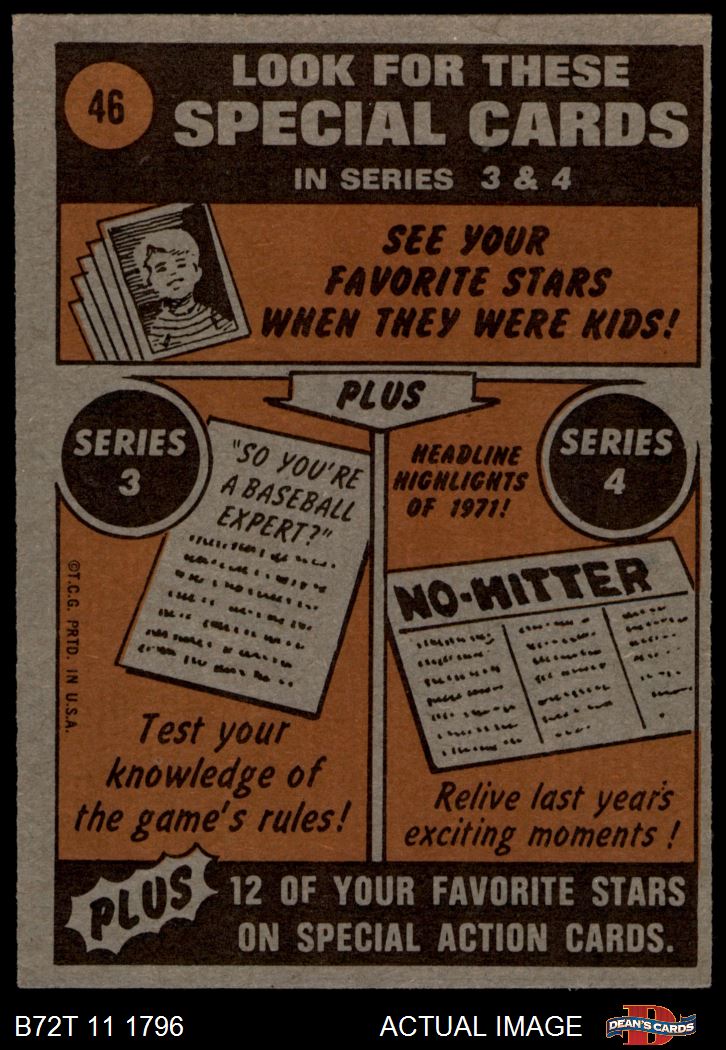 46
LOOK FOR THESE
SPECIAL CARDS
IN SERIES 3 & 4
SEE YOUR
FAVORITE STARS
WHEN THEY WERE KIDS!
PLUS
SERIES
3
"SO YOU'RE
A BASEBALL
EXPERT?"
©T.C.G. PRTD. IN U.S.A.
Test your
knowledge of
the game's rules!
HEADLINE
HIGHLIGHTS
OF 1971!
SERIES
4
NO-HITTER
Relive last year's
exciting moments!
PLUS
12 OF YOUR FAVORITE STARS
ON SPECIAL ACTION CARDS.
B72T 11 1796
ACTUAL IMAGE
D
DEAN'S CARDS